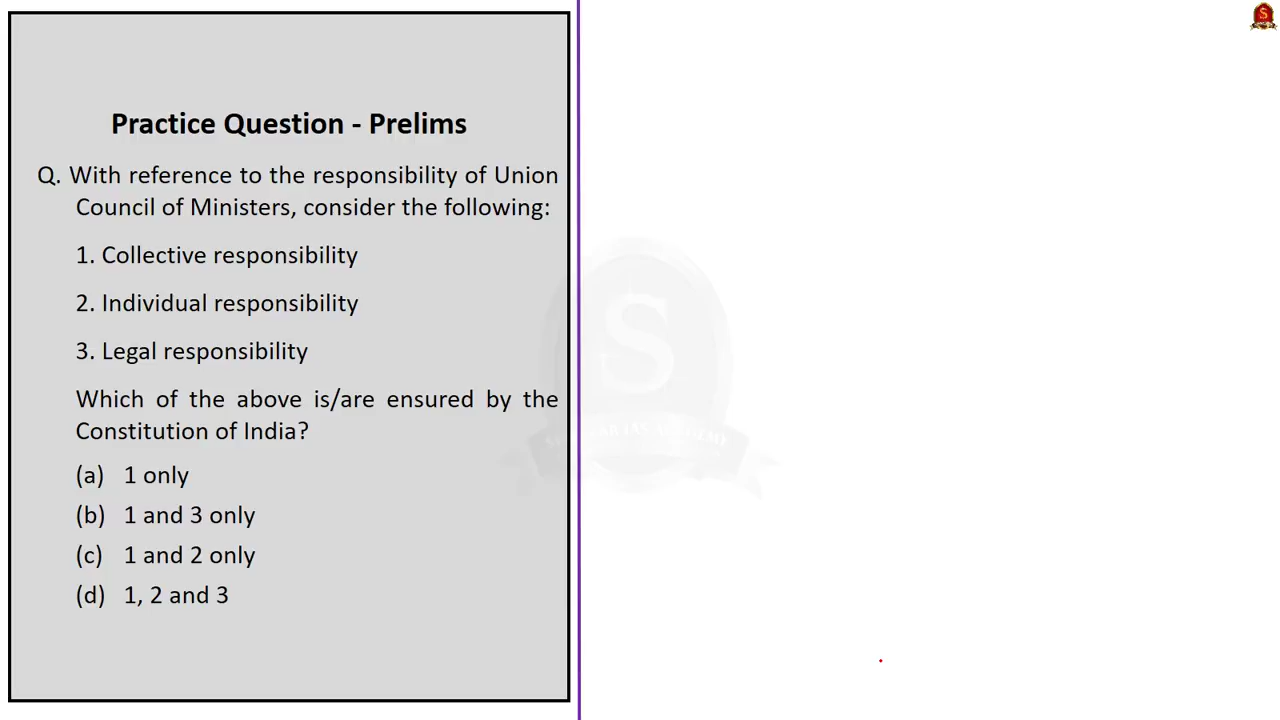 Practice Question - Prelims
Q. With reference to the responsibility of Union
Council of Ministers, consider the following:
1. Collective responsibility
2. Individual responsibility
3. Legal responsibility
Which of the above is/are ensured by the
Constitution of India?
(a) 1 only
(b) 1 and 3 only
(c) 1 and 2 only
(d) 1, 2 and 3
S